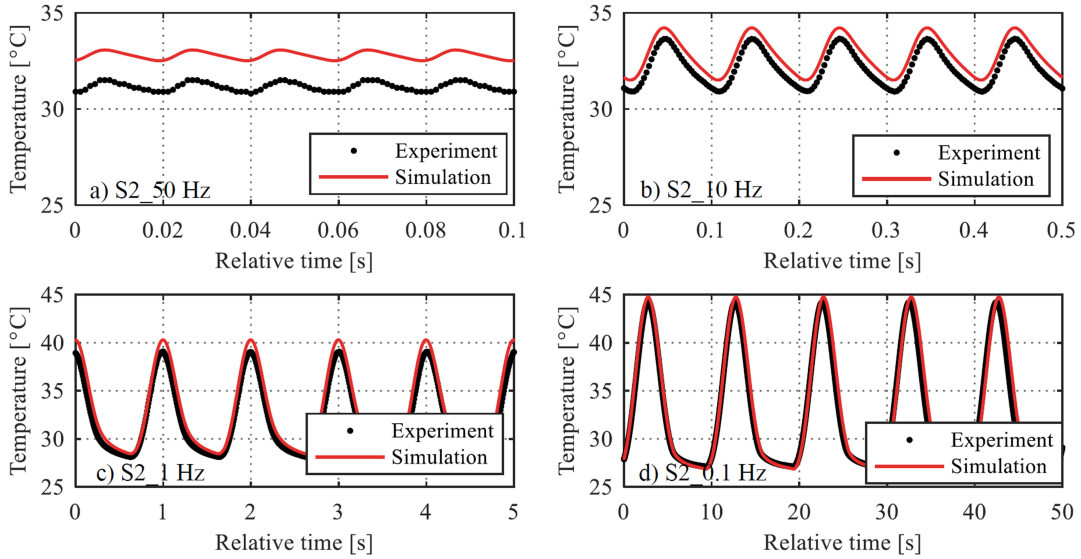 35
30
25
Temperature [°C]
Experiment
Simulation
a) S2_50 Hz
0 0.02 0.04 0.06 0.08 0.1
Relative time [s]
35
30
25
Temperature [°C]
Experiment
Simulation
b) S2_10 Hz
0 0.1 0.2 0.3 0.4 0.5
Relative time [s]
45
40
35
30
25
Temperature [°C]
Experiment
Simulation
c) S2_1 Hz
0 1 2 3 4 5
Relative time [s]
45
40
35
30
25
Temperature [°C]
Experiment
Simulation
d) S2_0.1 Hz
0 10 20 30 40 50
Relative time [s]